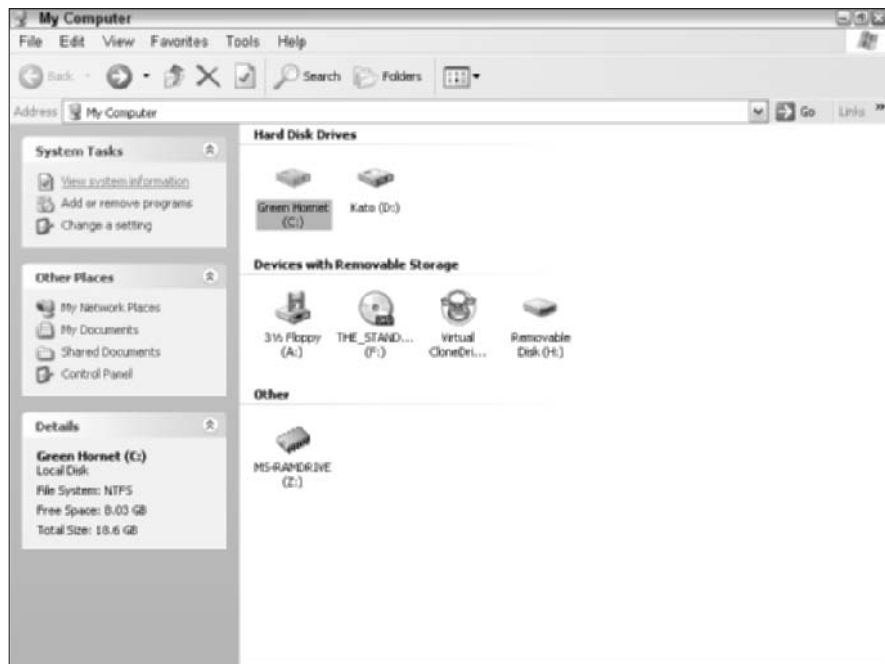 My Computer
File Edit View Favorites Tools Help
Back Search Folders
Address My Computer Go Links »
System Tasks
View system information
Add or remove programs
Change a setting
Other Places
My Network Places
My Documents
Shared Documents
Control Panel
Details
Green Hornet (C:)
Local Disk
File System: NTFS
Free Space: 8.03 GB
Total Size: 18.6 GB
Hard Disk Drives
Green Hornet
(C:)
Kato (D:)
Devices with Removable Storage
3½ Floppy
(A:)
THE_STAND...
(F:)
Virtual
CloneDri...
Removable
Disk (H:)
Other
MS-RAMDRIVE
(Z:)